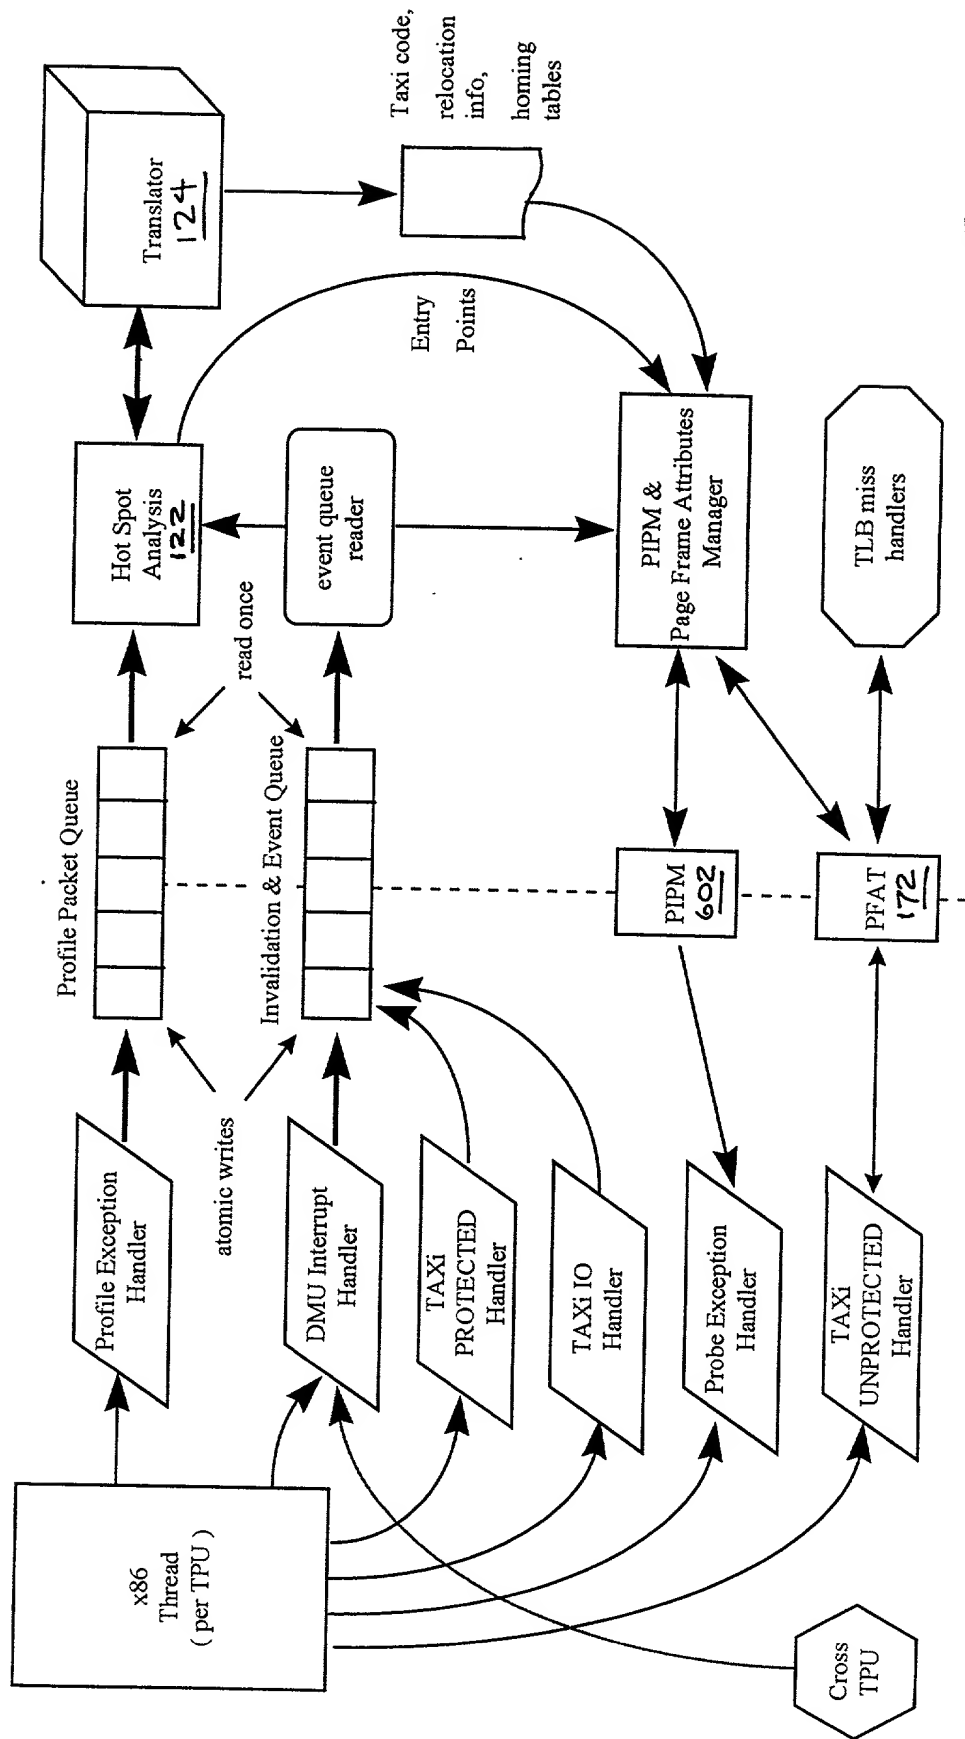 x86
Thread
( per TPU )
Cross
TPU
Profile Exception
Handler
DMU Interrupt
Handler
TAXi
PROTECTED
Handler
TAXi IO
Handler
Probe Exception
Handler
TAXi
UNPROTECTED
Handler
atomic writes
Profile Packet Queue
Invalidation & Event Queue
read once
PIPM
602
PFAT
172
Hot Spot
Analysis
122
event queue
reader
PIPM &
Page Frame Attributes
Manager
TLB miss
handlers
Entry
Points
Translator
124
Taxi code,
relocation
info,
homing
tables